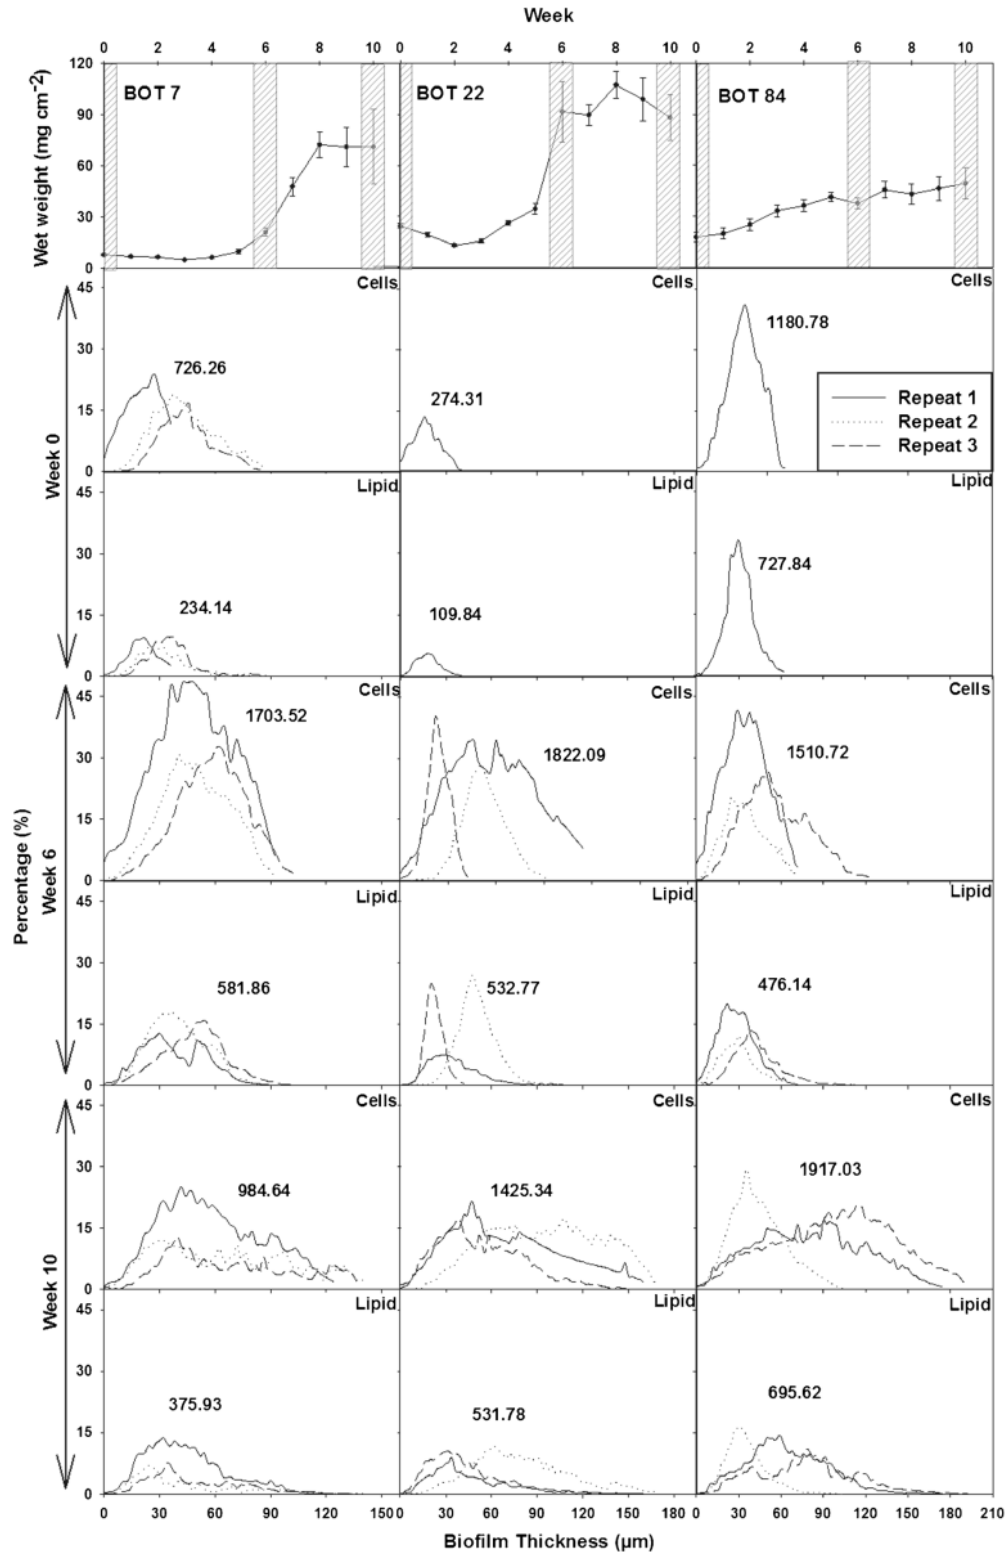 Week
0 2 4 6 8 10 0 2 4 6 8 10 0 2 4 6 8 10
120
90
60
30
0
Wet weight (mg cm⁻²)
BOT 7
BOT 22
BOT 84
Percentage (%)
Week 0
45
30
15
0
Cells
726.26
Cells
274.31
Cells
1180.78
Repeat 1
Repeat 2
Repeat 3
45
30
15
0
Lipid
234.14
Lipid
109.84
Lipid
727.84
Week 6
45
30
15
0
Cells
1703.52
Cells
1822.09
Cells
1510.72
45
30
15
0
Lipid
581.86
Lipid
532.77
Lipid
476.14
Week 10
45
30
15
0
Cells
984.64
Cells
1425.34
Cells
1917.03
45
30
15
0
Lipid
375.93
Lipid
531.78
Lipid
695.62
0 30 60 90 120 150 0 30 60 90 120 150 180 0 30 60 90 120 150 180 210
Biofilm Thickness (µm)